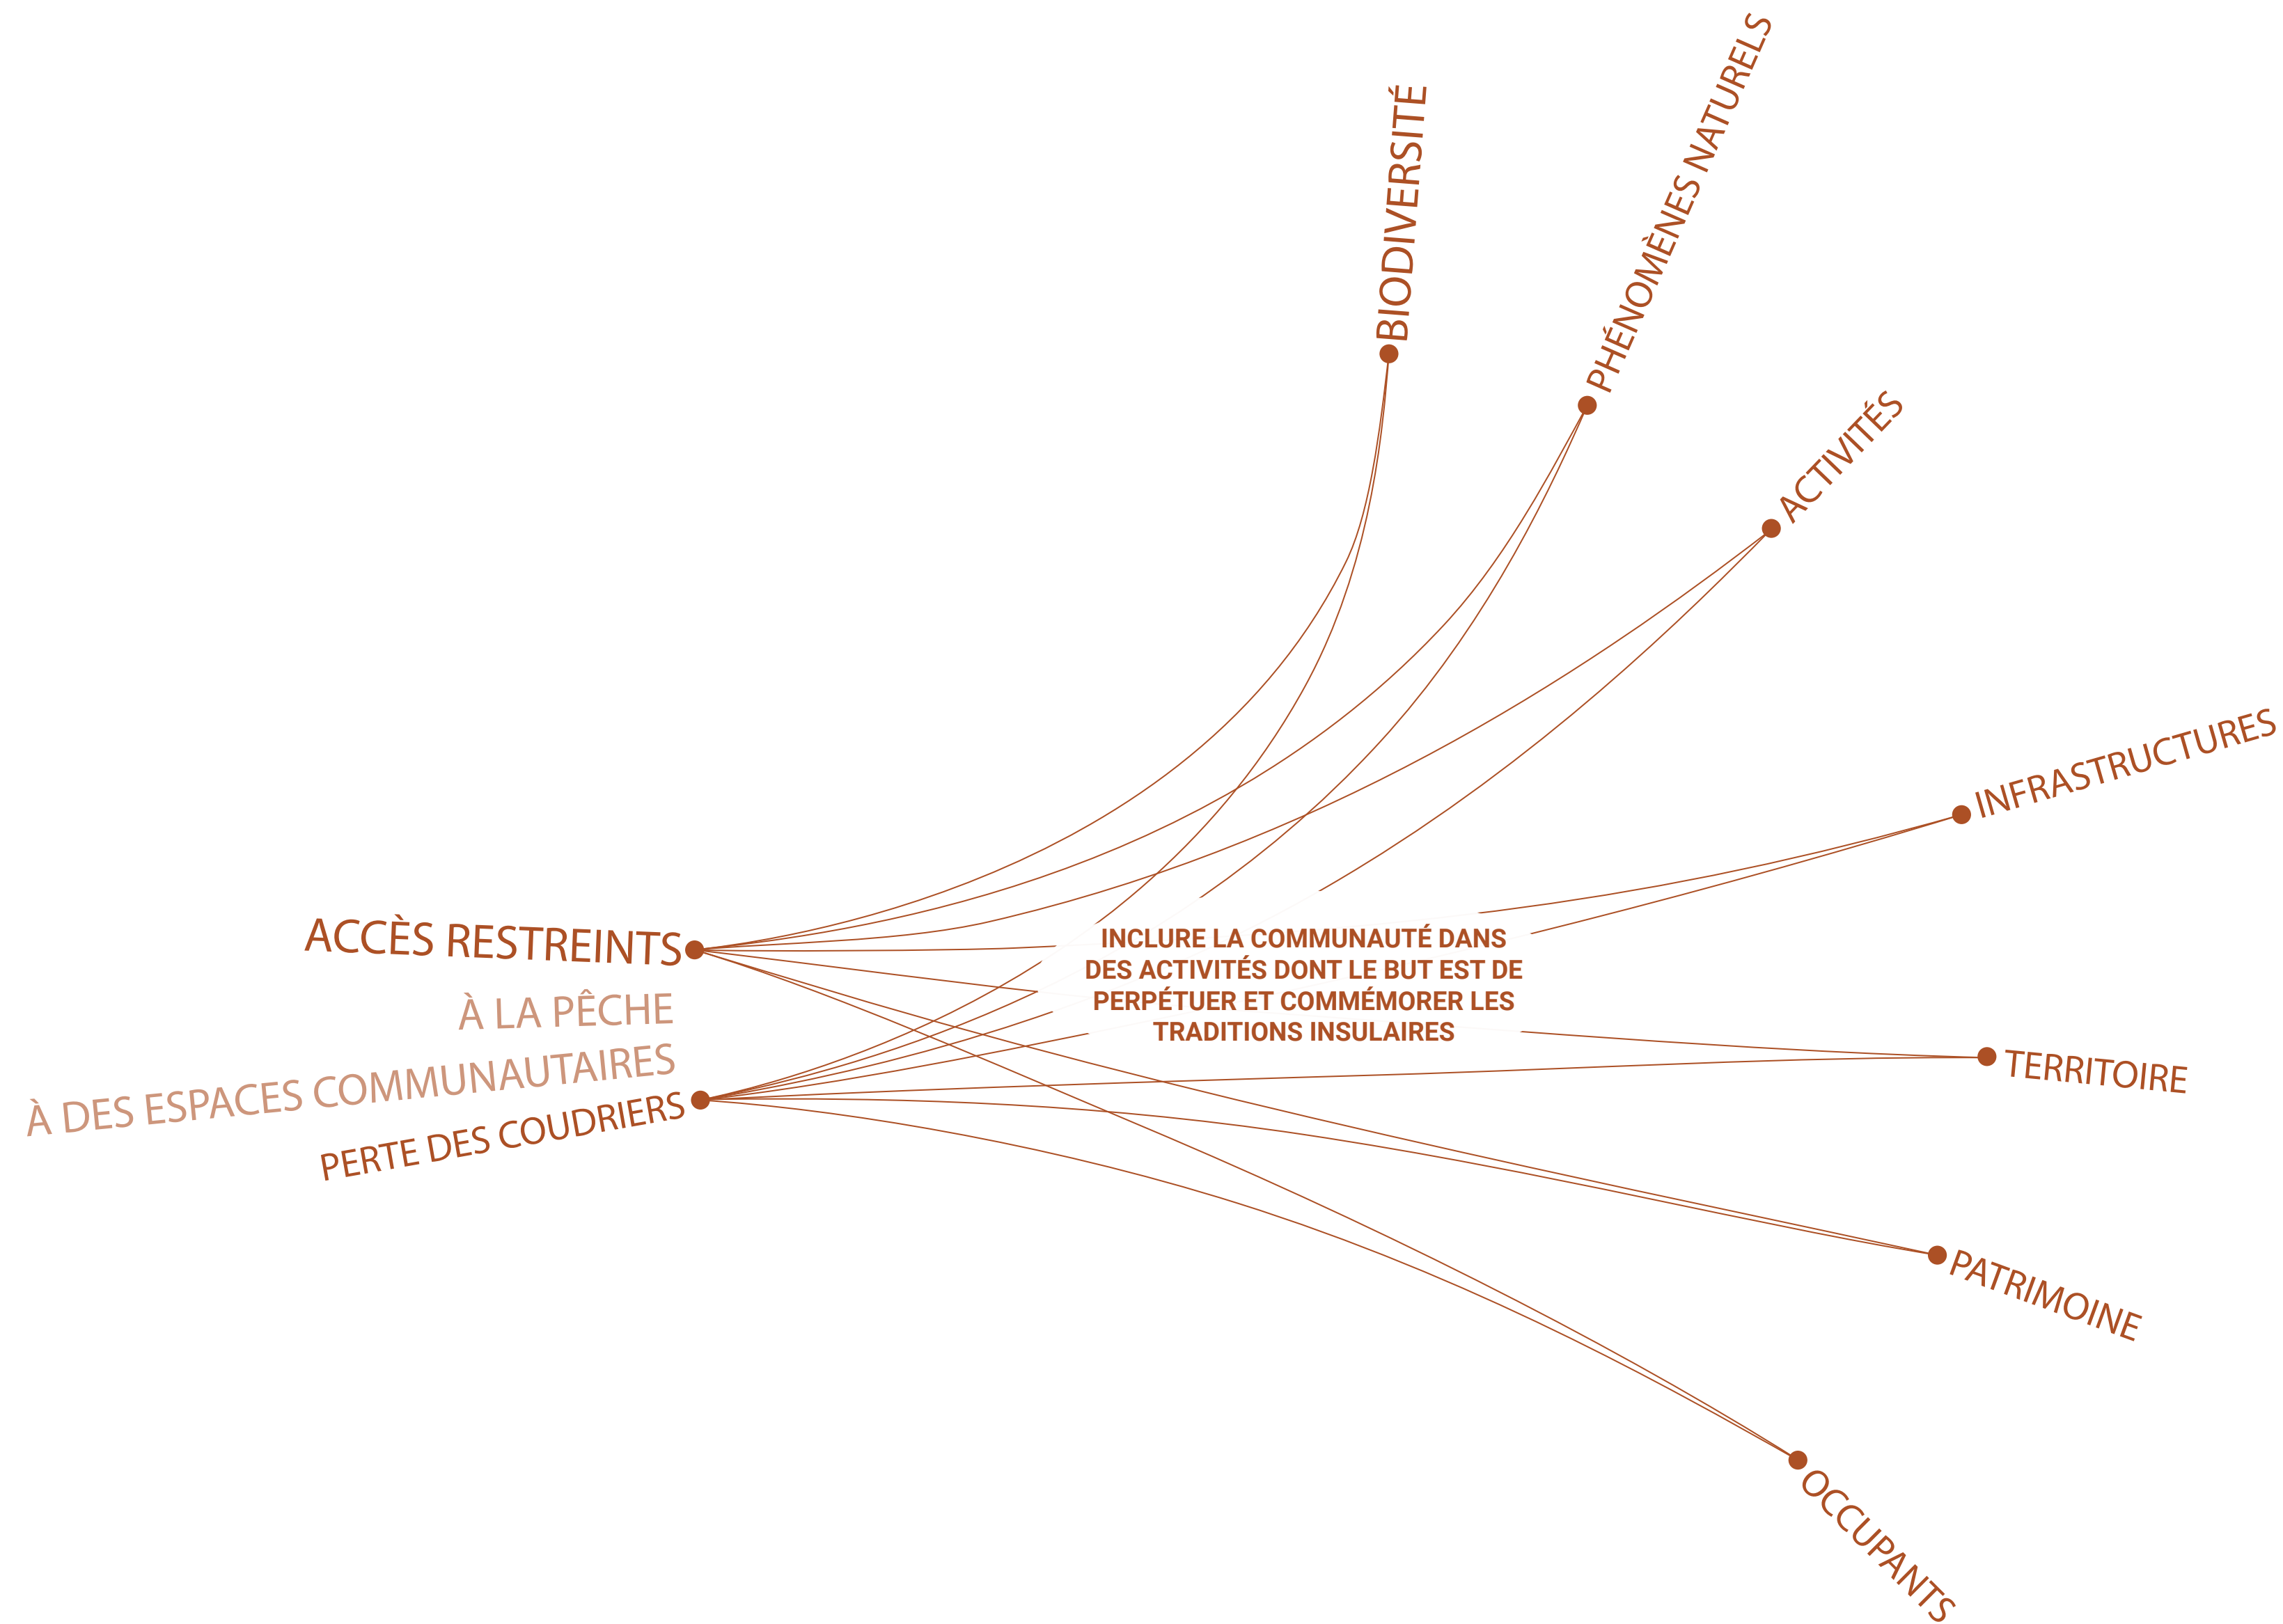 BIODIVERSITÉ
PHÉNOMÈNES NATURELS
ACTIVITÉS
INFRASTRUCTURES
ACCÈS RESTREINTS
À LA PÊCHE
À DES ESPACES COMMUNAUTAIRES
PERTE DES COUDRIERS
INCLURE LA COMMUNAUTÉ DANS
DES ACTIVITÉS DONT LE BUT EST DE
PERPÉTUER ET COMMÉMORER LES
TRADITIONS INSULAIRES
TERRITOIRE
PATRIMOINE
OCCUPANTS